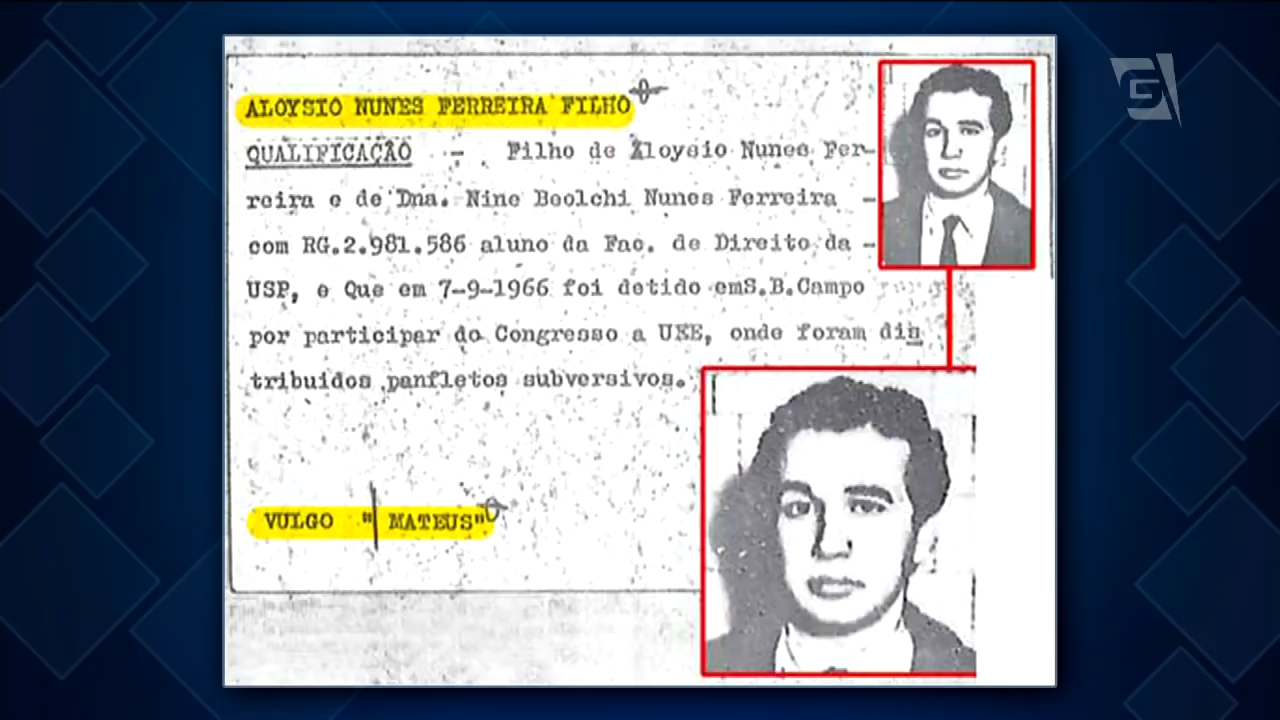 ALOYSIO NUNES FERREIRA FILHO
QUALIFICAÇÃO - Filho de Aloysio Nunes Fer-
reira e de Dna. Nine Beolchi Nunes Ferreira -
com RG.2.981.586 aluno da Fac. de Direito da -
USP, e Que em 7-9-1966 foi detido emS.B.Campo
por participar do Congresso a UEE, onde foram dis
tribuidos panfletos subversivos.
VULGO " MATEUS"